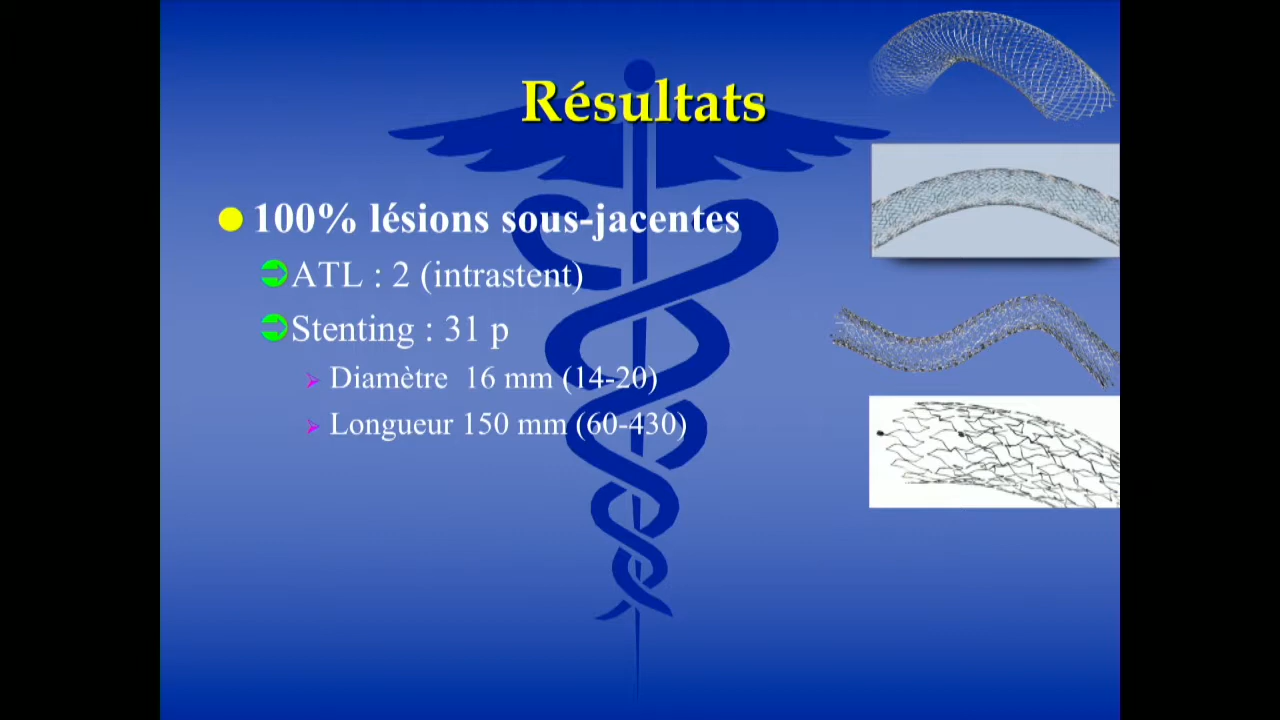 Résultats
100% lésions sous-jacentes
ATL : 2 (intrastent)
Stenting : 31 p
Diamètre 16 mm (14-20)
Longueur 150 mm (60-430)